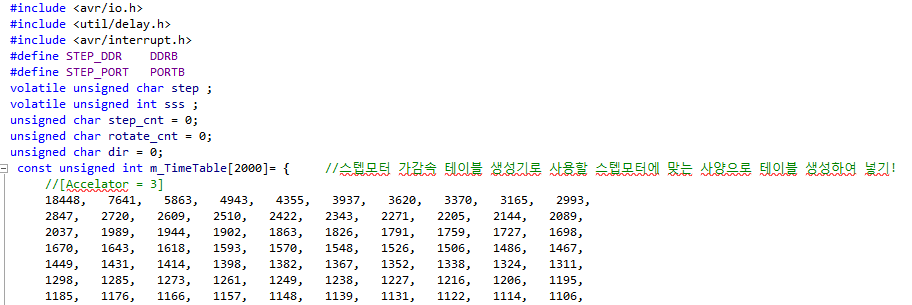 #include <avr/io.h>
#include <util/delay.h>
#include <avr/interrupt.h>
#define STEP_DDR    DDRB
#define STEP_PORT   PORTB
volatile unsigned char step ;
volatile unsigned int sss ;
unsigned char step_cnt = 0;
unsigned char rotate_cnt = 0;
unsigned char dir = 0;
const unsigned int m_TimeTable[2000]= {     //스텝모터 가감속 테이블 생성기로 사용할 스텝모터에 맞는 사양으로 테이블 생성하여 넣기!
//[Accelator = 3]
18448,   7641,   5863,   4943,   4355,   3937,   3620,   3370,   3165,   2993,
2847,   2720,   2609,   2510,   2422,   2343,   2271,   2205,   2144,   2089,
2037,   1989,   1944,   1902,   1863,   1826,   1791,   1759,   1727,   1698,
1670,   1643,   1618,   1593,   1570,   1548,   1526,   1506,   1486,   1467,
1449,   1431,   1414,   1398,   1382,   1367,   1352,   1338,   1324,   1311,
1298,   1285,   1273,   1261,   1249,   1238,   1227,   1216,   1206,   1195,
1185,   1176,   1166,   1157,   1148,   1139,   1131,   1122,   1114,   1106,